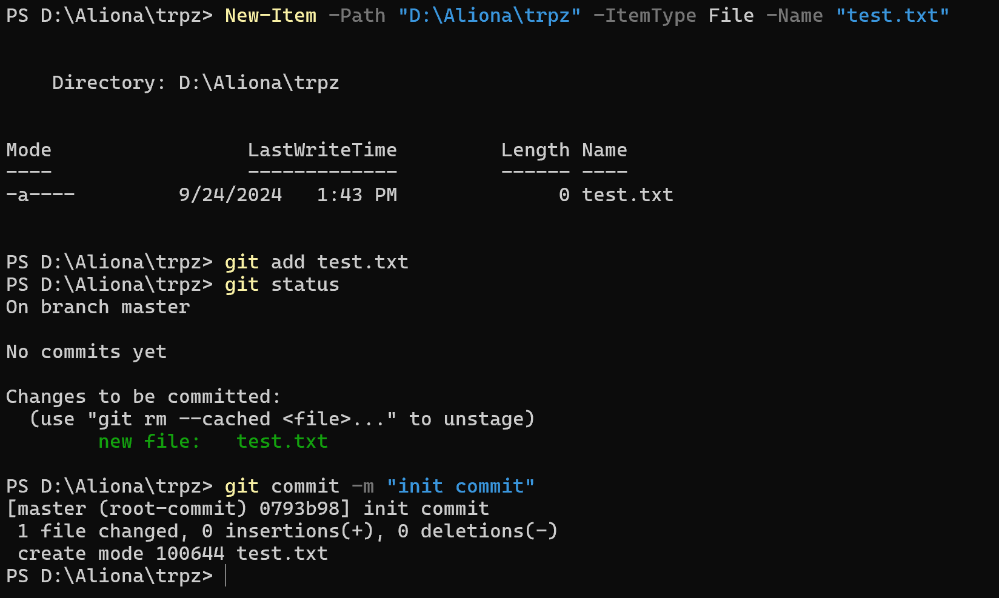 PS D:\Aliona\trpz> New-Item -Path "D:\Aliona\trpz" -ItemType File -Name "test.txt"
    Directory: D:\Aliona\trpz
Mode                 LastWriteTime         Length Name
----                 -------------         ------ ----
-a----         9/24/2024   1:43 PM              0 test.txt
PS D:\Aliona\trpz> git add test.txt
PS D:\Aliona\trpz> git status
On branch master
No commits yet
Changes to be committed:
  (use "git rm --cached <file>..." to unstage)
        new file:   test.txt
PS D:\Aliona\trpz> git commit -m "init commit"
[master (root-commit) 0793b98] init commit
 1 file changed, 0 insertions(+), 0 deletions(-)
 create mode 100644 test.txt
PS D:\Aliona\trpz>